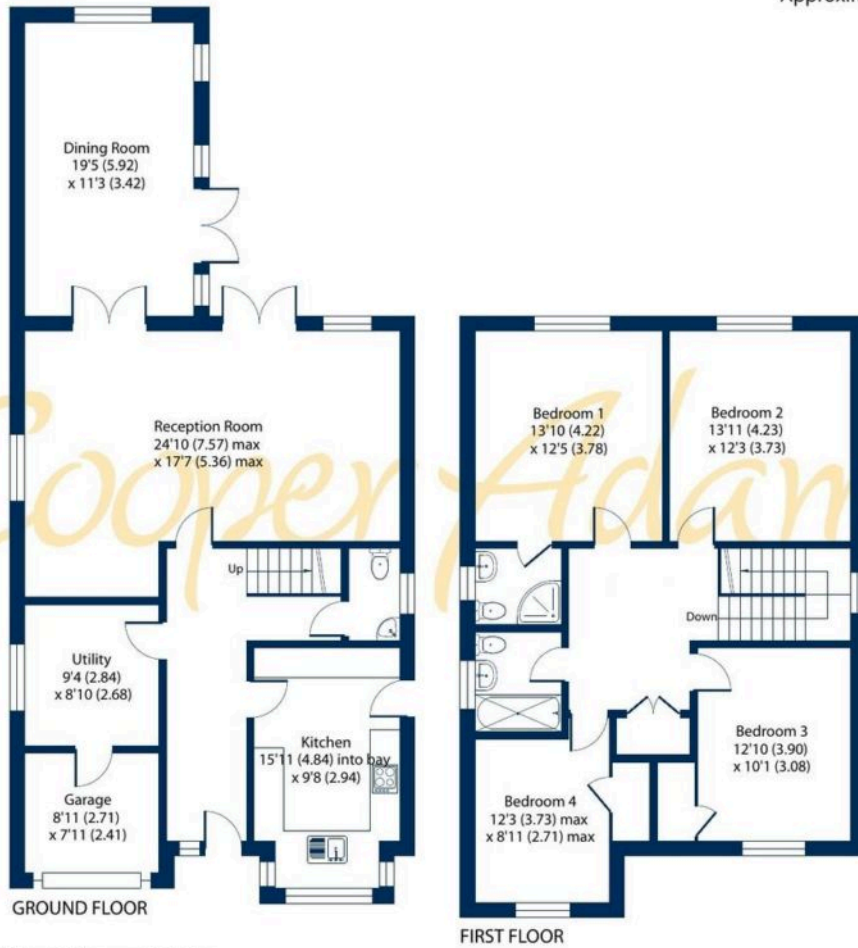 Dining Room
19'5 (5.92)
x 11'3 (3.42)
Reception Room
24'10 (7.57) max
x 17'7 (5.36) max
Up
Utility
9'4 (2.84)
x 8'10 (2.68)
Garage
8'11 (2.71)
x 7'11 (2.41)
Kitchen
15'11 (4.84) into bay
x 9'8 (2.94)
GROUND FLOOR
Bedroom 1
13'10 (4.22)
x 12'5 (3.78)
Bedroom 2
13'11 (4.23)
x 12'3 (3.73)
Down
Bedroom 3
12'10 (3.90)
x 10'1 (3.08)
Bedroom 4
12'3 (3.73) max
x 8'11 (2.71) max
FIRST FLOOR
Cooper Adam